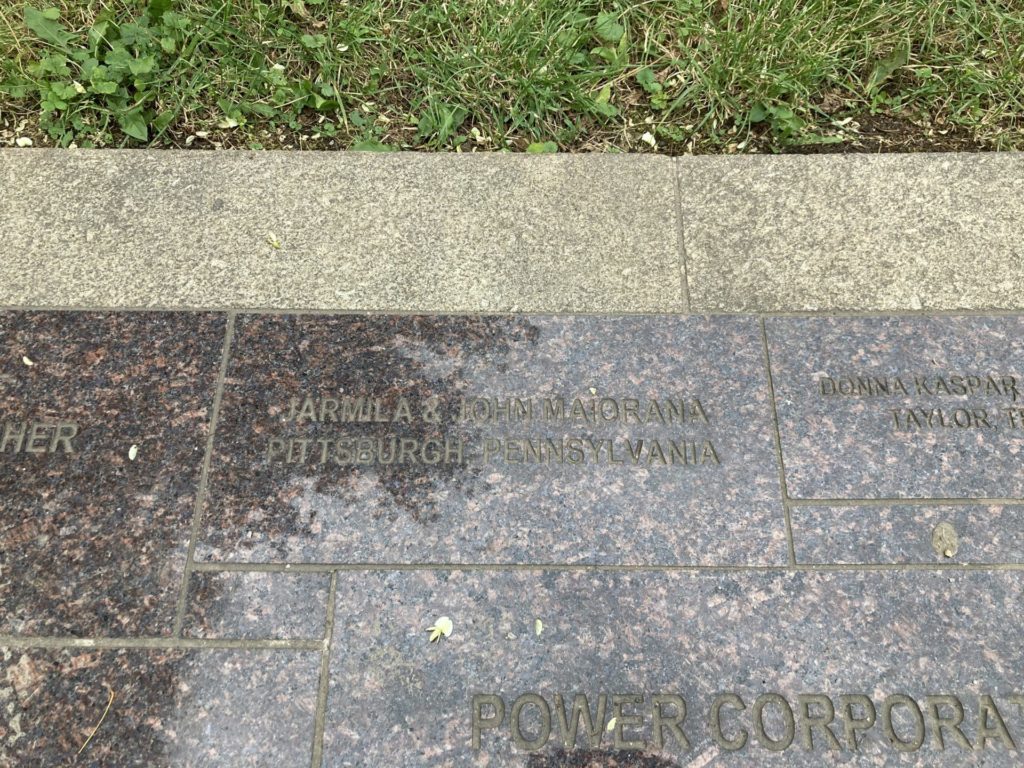 JARMILA & JOHN MAIORANA
PITTSBURGH, PENNSYLVANIA
DONNA KASPAR
TAYLOR,
HER
POWER CORPORAT